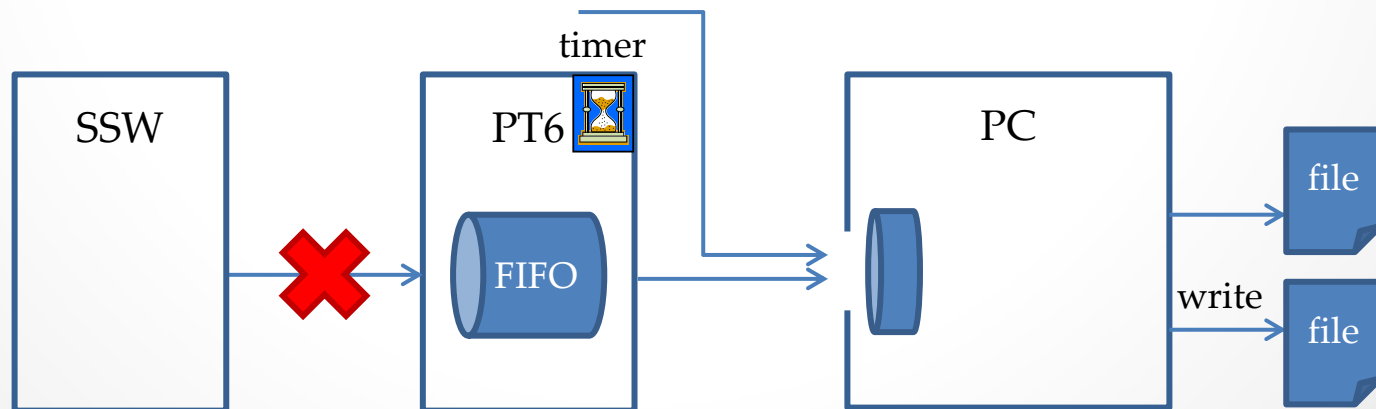 timer
SSW
PT6
PC
file
FIFO
write
file